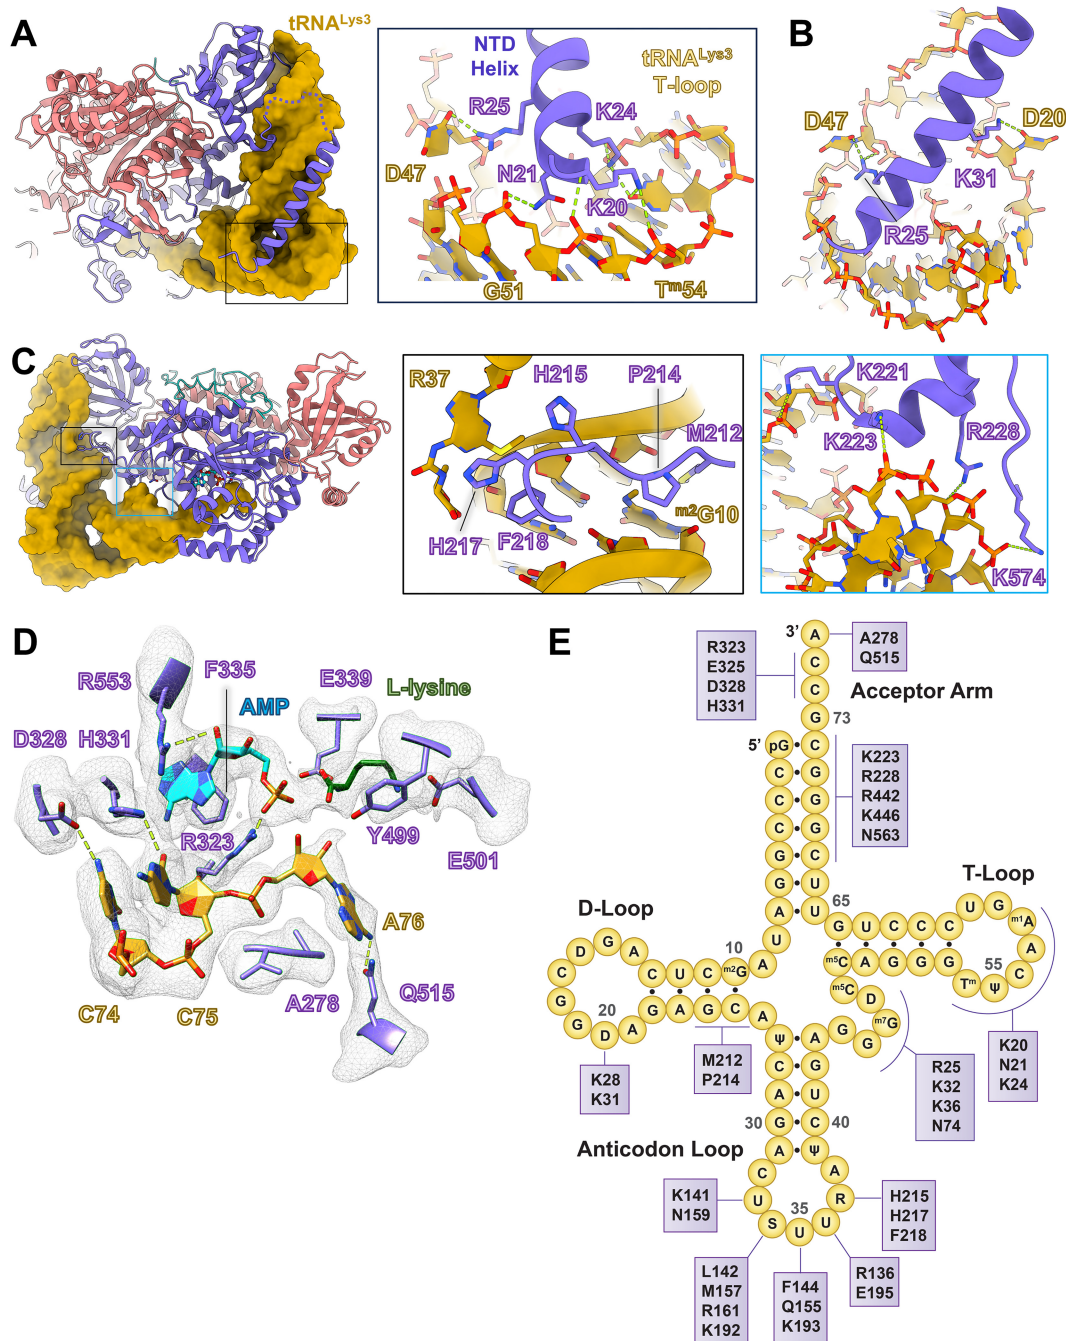 A
tRNALys3
NTD
Helix
tRNALys3
T-loop
R25
K24
D47
N21
K20
G51
Tm54
B
D47
D20
K31
R25
C
R37
H215
P214
M212
m2G10
H217
F218
K221
K223
R228
K574
D
R553
F335
E339
L-lysine
AMP
D328
H331
R323
Y499
E501
A76
A278
Q515
C74
C75
E
3’
A
C
C
G
73
R323
E325
D328
H331
A278
Q515
Acceptor Arm
5’
pG
C
C
C
G
G
A
U
C
G
G
G
C
U
U
65
K223
R228
R442
K446
N563
T-Loop
G
U
C
C
C
U
G
m1A
A
A
C
55
Ψ
Tm
G
G
G
A
m5C
m5C
D
m7G
G
G
A
K20
N21
K24
R25
K32
K36
N74
D-Loop
10
A
m2G
C
U
C
A
G
D
C
G
G
20
D
A
G
A
G
C
A
K28
K31
M212
P214
Ψ
C
A
G
A
30
A
G
U
C
Ψ
40
Anticodon Loop
C
U
S
35
U
U
R
A
K141
N159
L142
M157
R161
K192
F144
Q155
K193
R136
E195
H215
H217
F218